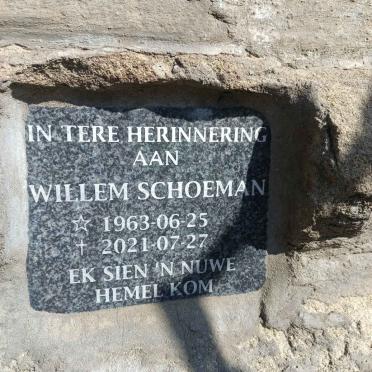 IN TERE HERINNERING
AAN
WILLEM SCHOEMAN
☆ 1963-06-25
† 2021-07-27
EK SIEN 'N NUWE
HEMEL KOM